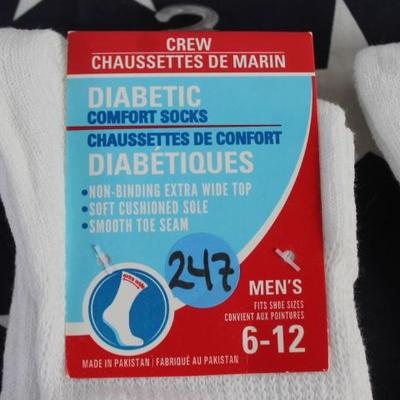 CREW
CHAUSSETTES DE MARIN
DIABETIC
COMFORT SOCKS
CHAUSSETTES DE CONFORT
DIABÉTIQUES
•NON-BINDING EXTRA WIDE TOP
•SOFT CUSHIONED SOLE
•SMOOTH TOE SEAM
247
extra wide
MEN'S
FITS SHOE SIZES
CONVIENT AUX POINTURES
6-12
MADE IN PAKISTAN / FABRIQUÉ AU PAKISTAN